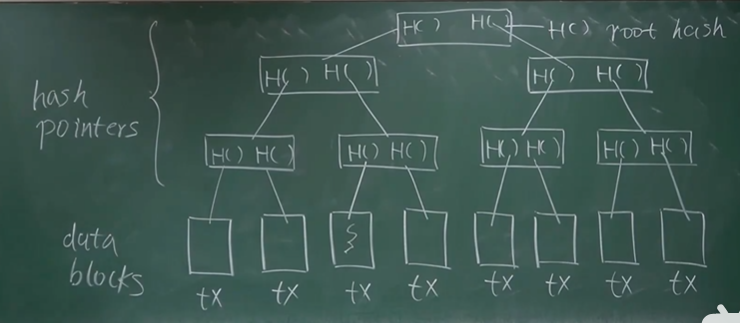 H( ) H( ) H( ) root hash
H( ) H( ) H( ) H( )
hash
pointers
H( ) H( ) H( ) H( ) H( ) H( ) H( ) H( )
data
blocks
tx tx tx tx tx tx tx tx